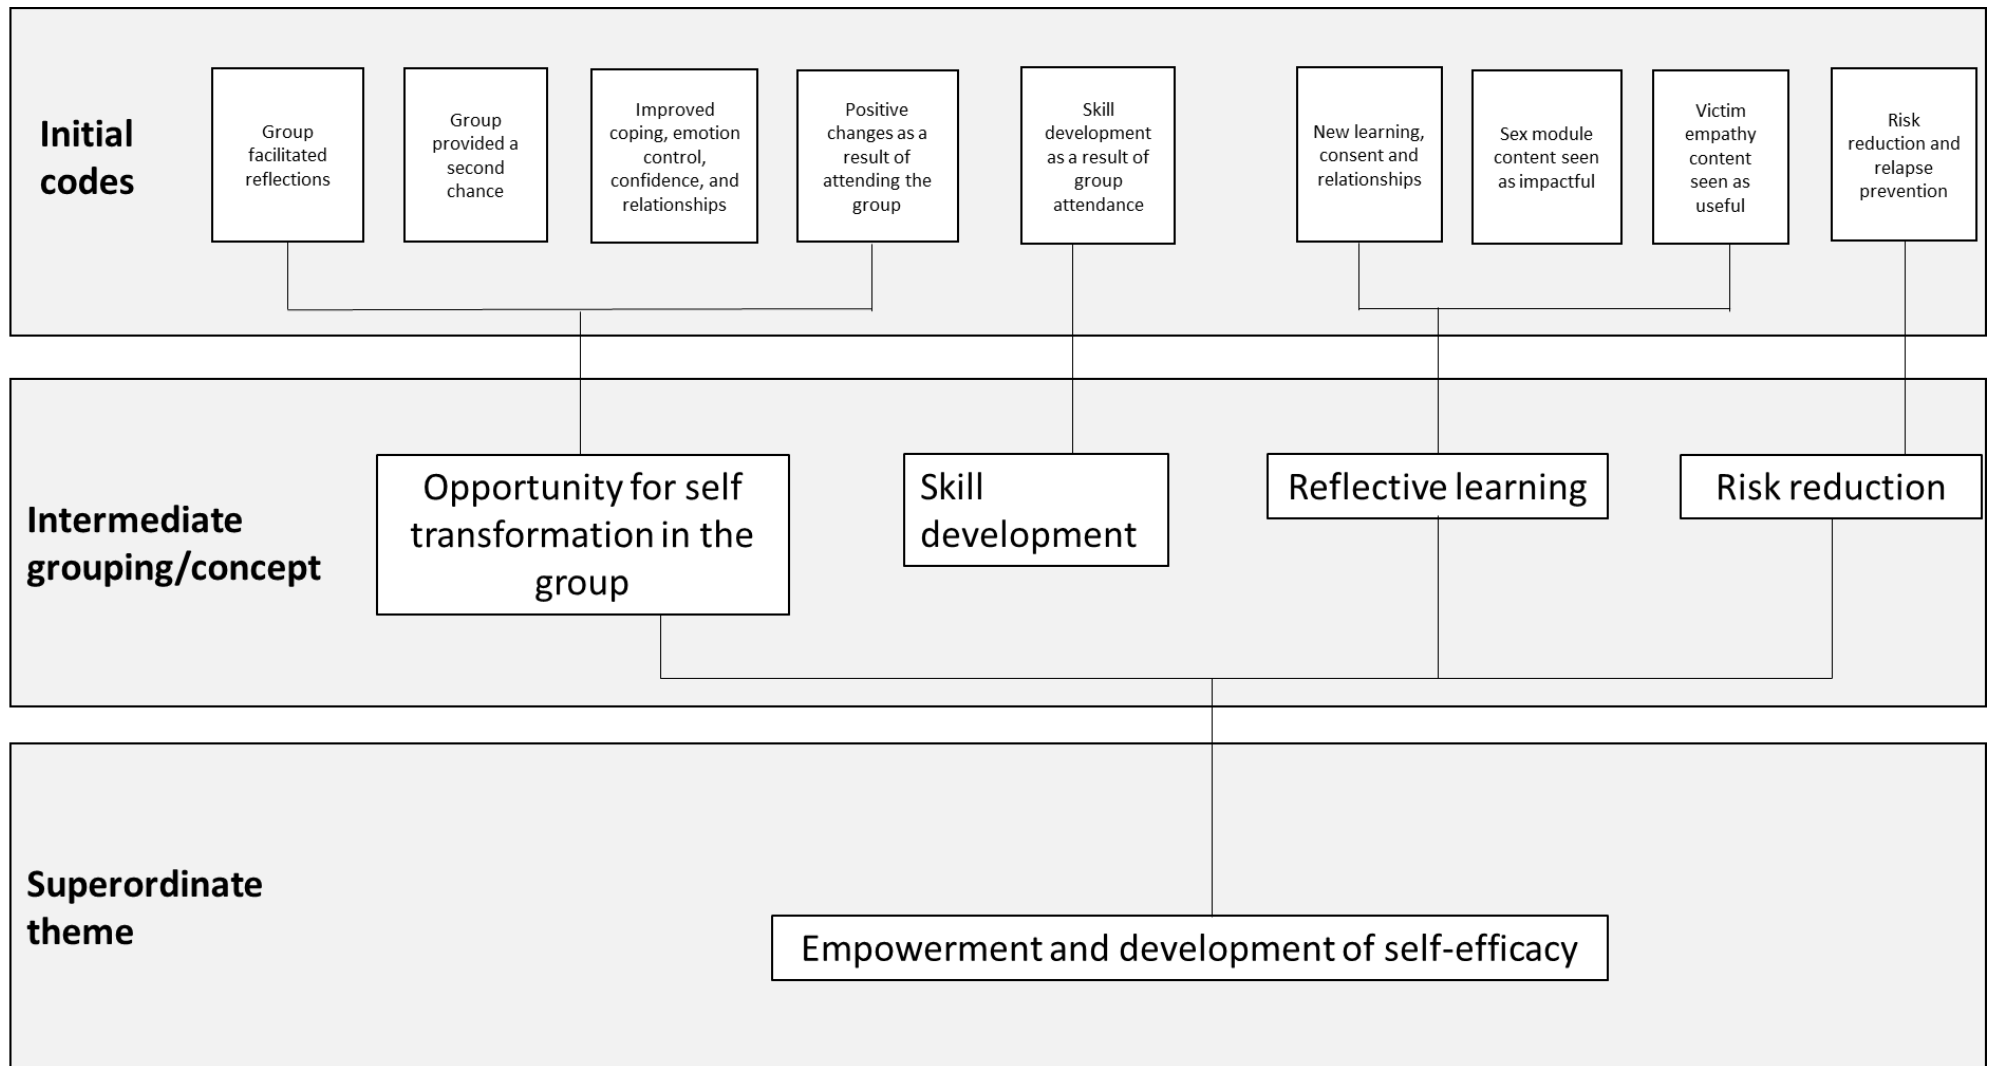 Initial
codes
Group
facilitated
reflections
Group
provided a
second
chance
Improved
coping, emotion
control,
confidence, and
relationships
Positive
changes as a
result of
attending the
group
Skill
development
as a result of
group
attendance
New learning,
consent and
relationships
Sex module
content seen
as impactful
Victim
empathy
content
seen as
useful
Risk
reduction and
relapse
prevention
Intermediate
grouping/concept
Opportunity for self
transformation in the
group
Skill
development
Reflective learning
Risk reduction
Superordinate
theme
Empowerment and development of self-efficacy